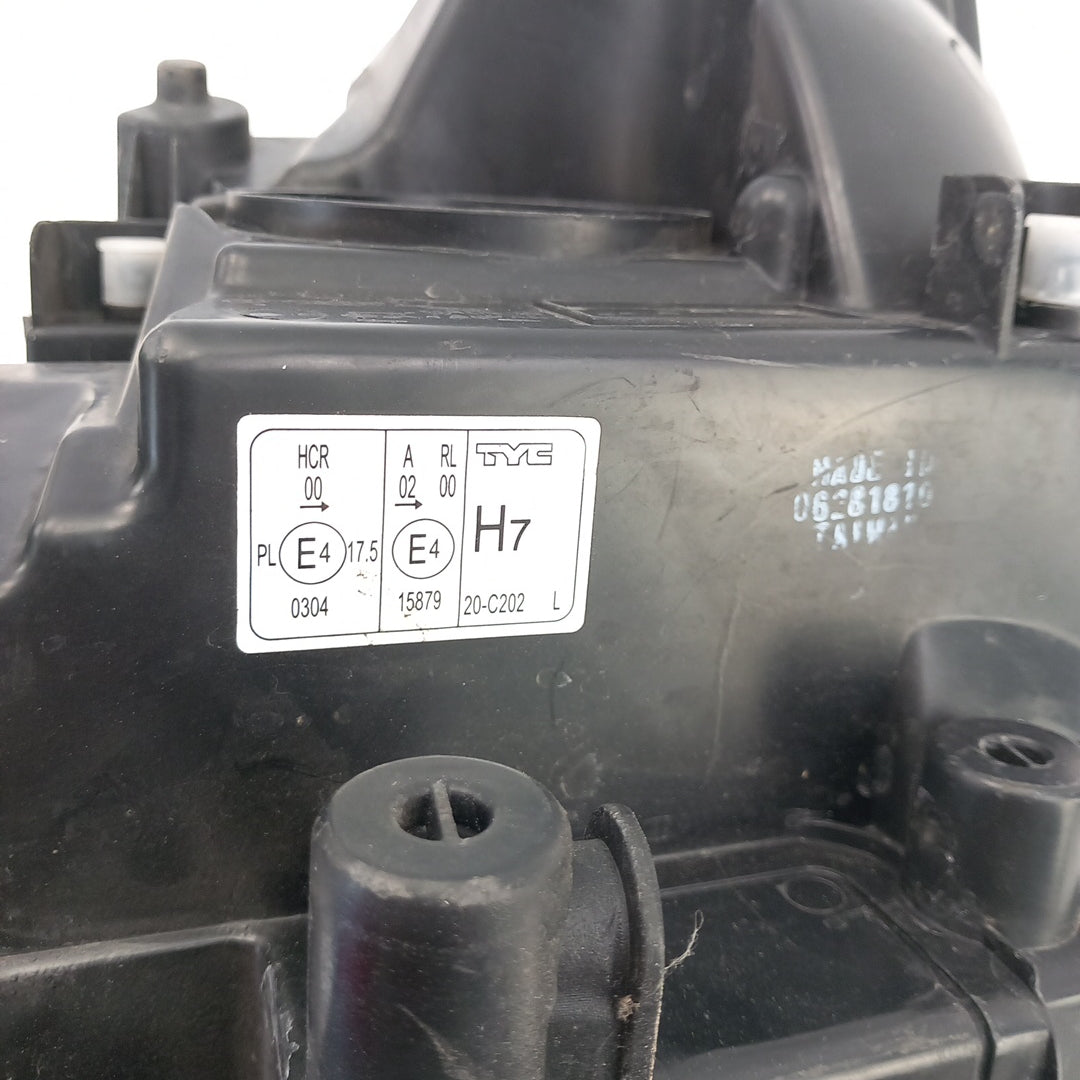 HCR
00
→
PL E4 17.5
0304
A RL
02 00
→
E4
15879
TYC
H7
20-C202 L
MADE IN
06281819
TAIWAN